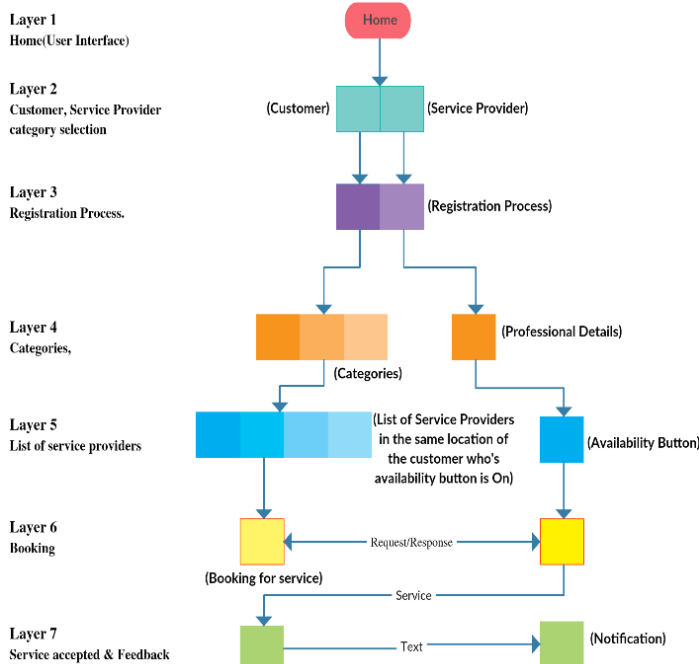 Layer 1
Home(User Interface)
Home
Layer 2
Customer, Service Provider
category selection
(Customer)
(Service Provider)
Layer 3
Registration Process.
(Registration Process)
Layer 4
Categories,
(Categories)
(Professional Details)
Layer 5
List of service providers
(List of Service Providers
in the same location of
the customer who's
availability button is On)
(Availability Button)
Layer 6
Booking
Request/Response
(Booking for service)
Service
Layer 7
Service accepted & Feedback
Text
(Notification)